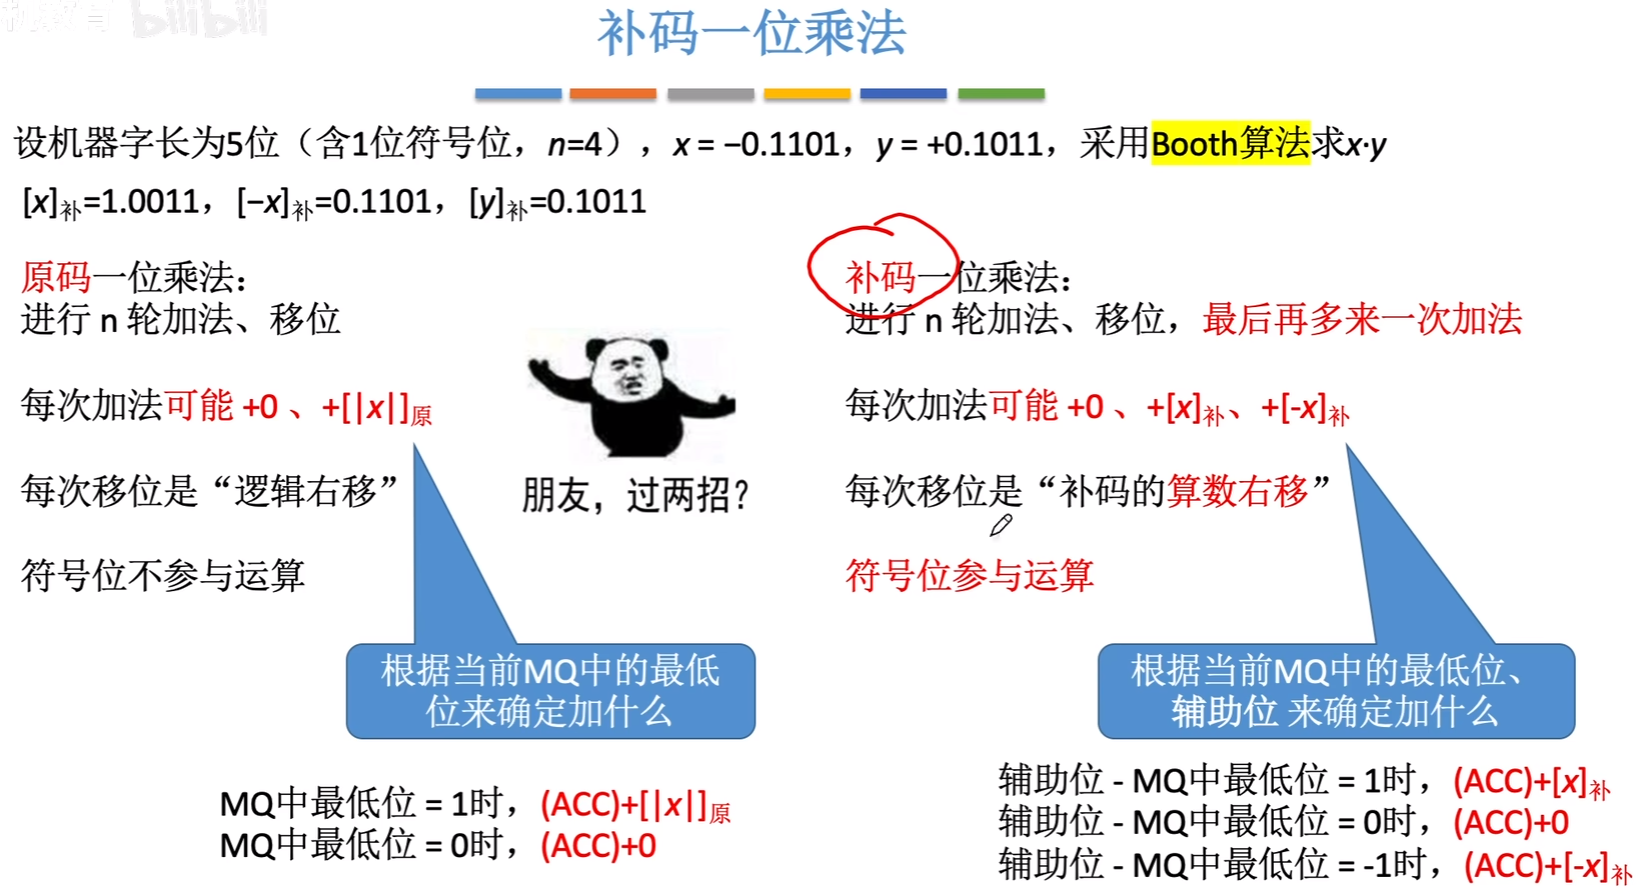 机教育 bilibili
补码一位乘法
设机器字长为5位（含1位符号位，n=4），x = −0.1101，y = +0.1011，采用Booth算法求x·y
[x]补=1.0011，[−x]补=0.1101，[y]补=0.1011
原码一位乘法：
进行 n 轮加法、移位
每次加法可能 +0 、+[|x|]原
每次移位是“逻辑右移”
符号位不参与运算
根据当前MQ中的最低
位来确定加什么
MQ中最低位 = 1时，(ACC)+[|x|]原
MQ中最低位 = 0时，(ACC)+0
朋友，过两招？
补码一位乘法：
进行 n 轮加法、移位，最后再多来一次加法
每次加法可能 +0 、+[x]补、+[-x]补
每次移位是“补码的算数右移”
符号位参与运算
根据当前MQ中的最低位、
辅助位 来确定加什么
辅助位 - MQ中最低位 = 1时，(ACC)+[x]补
辅助位 - MQ中最低位 = 0时，(ACC)+0
辅助位 - MQ中最低位 = -1时，(ACC)+[-x]补